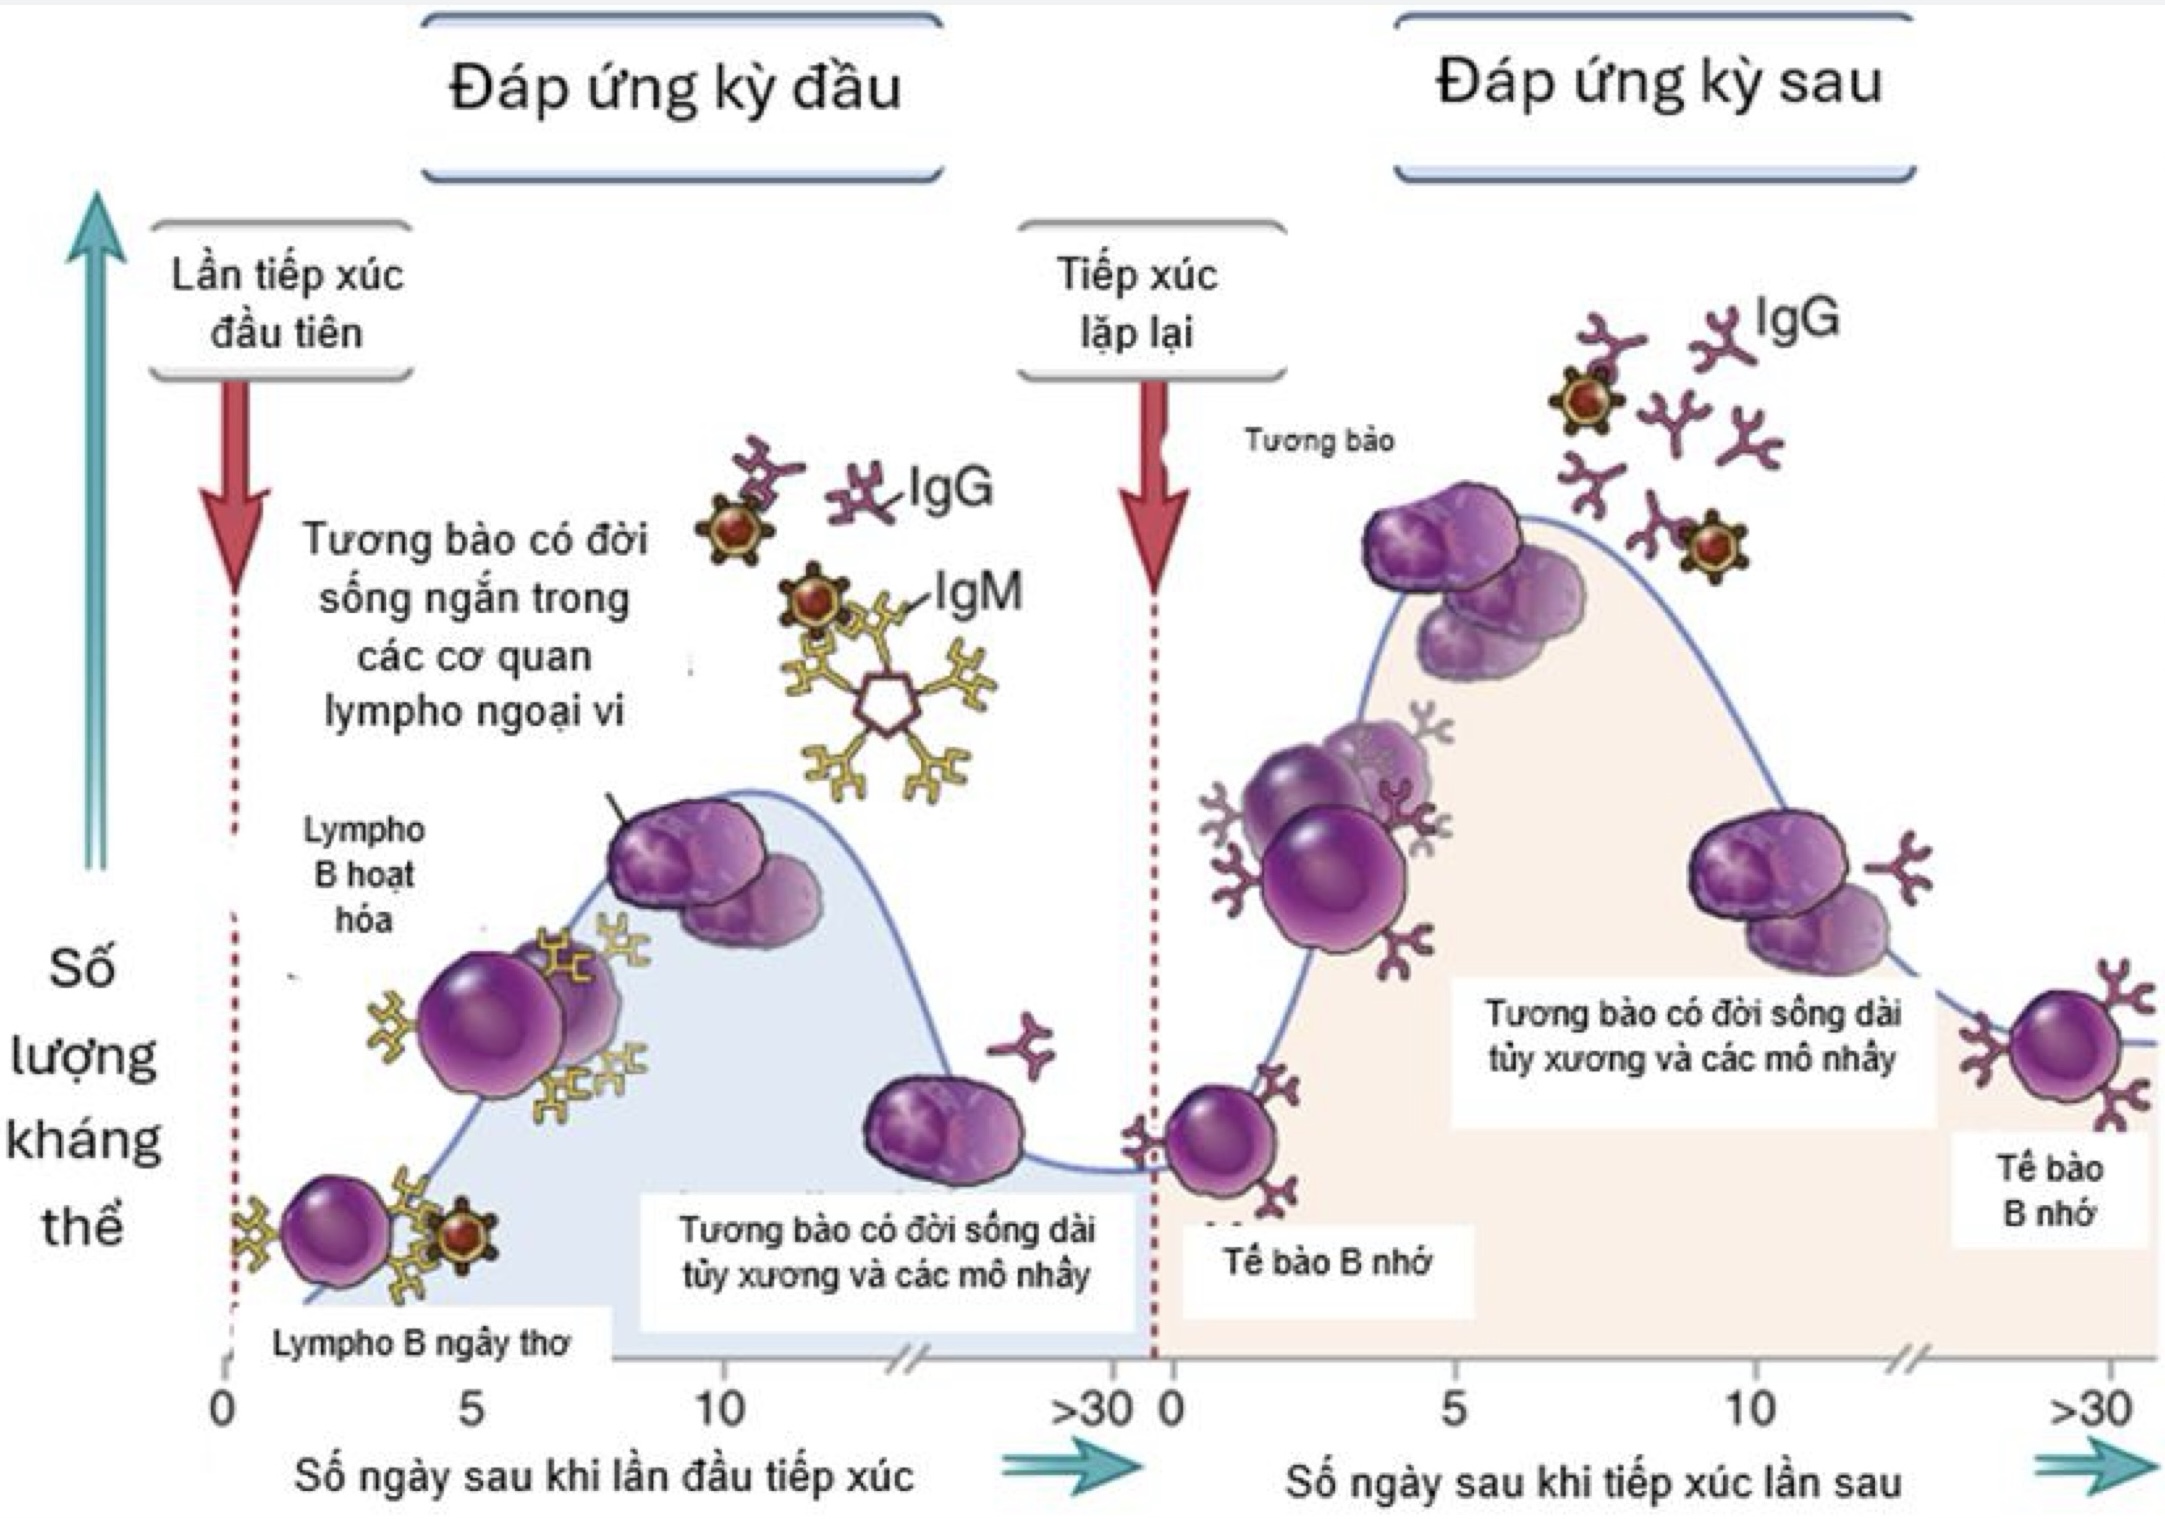 Đáp ứng kỳ đầu
Đáp ứng kỳ sau
Lần tiếp xúc
đầu tiên
Tiếp xúc
lặp lại
IgG
Tương bảo
IgG
Tương bào có đời
sống ngắn trong
các cơ quan
lympho ngoại vi
IgM
Lympho
B hoạt
hóa
Số
lượng
kháng
thể
Tương bào có đời sống dài
tủy xương và các mô nhầy
Tế bào
B nhớ
Tương bào có đời sống dài
tủy xương và các mô nhầy
Tế bào B nhớ
Lympho B ngây thơ
0 5 10 >30 0 5 10 >30
Số ngày sau khi lần đầu tiếp xúc
Số ngày sau khi tiếp xúc lần sau